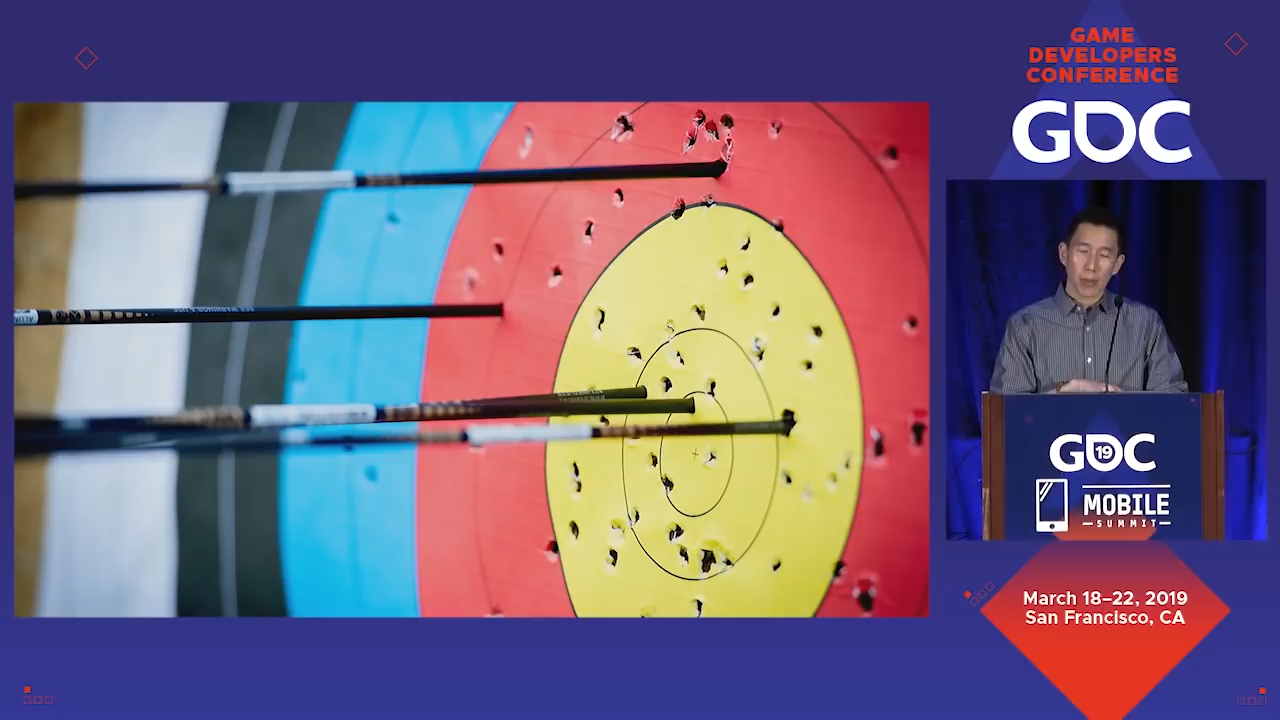 GAME
DEVELOPERS
CONFERENCE
GDC
GDC
19
MOBILE
SUMMIT
March 18–22, 2019
San Francisco, CA